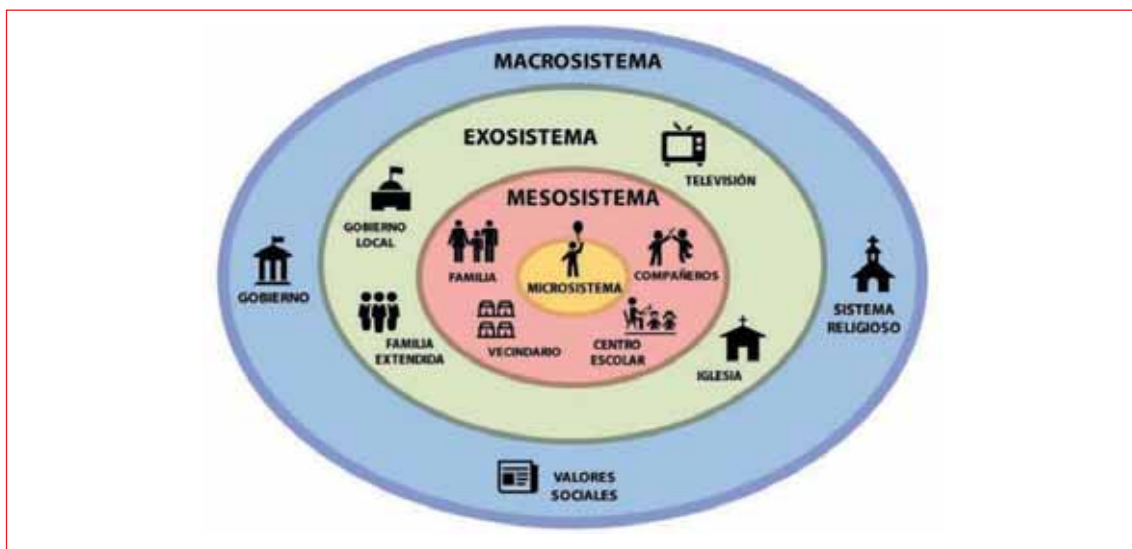 MACROSISTEMA
EXOSISTEMA
TELEVISIÓN
MESOSISTEMA
GOBIERNO
LOCAL
FAMILIA
COMPAÑEROS
MICROSISTEMA
GOBIERNO
SISTEMA
RELIGIOSO
FAMILIA
EXTENDIDA
VECINDARIO
CENTRO
ESCOLAR
IGLESIA
VALORES
SOCIALES